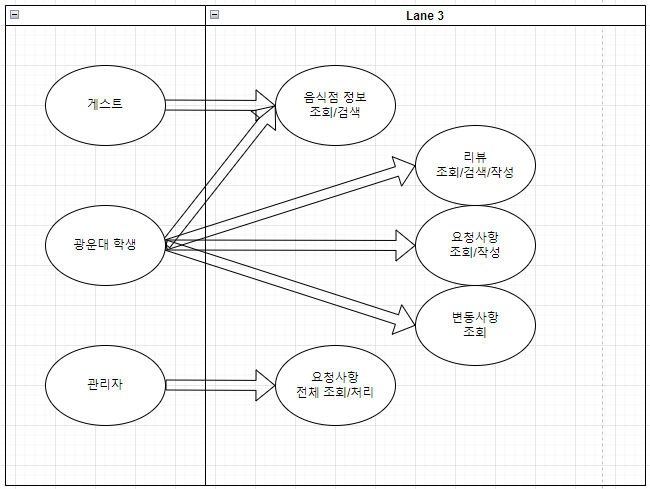 Lane 3
게스트
음식점 정보
조회/검색
리뷰
조회/검색/작성
광운대 학생
요청사항
조회/작성
변동사항
조회
관리자
요청사항
전체 조회/처리